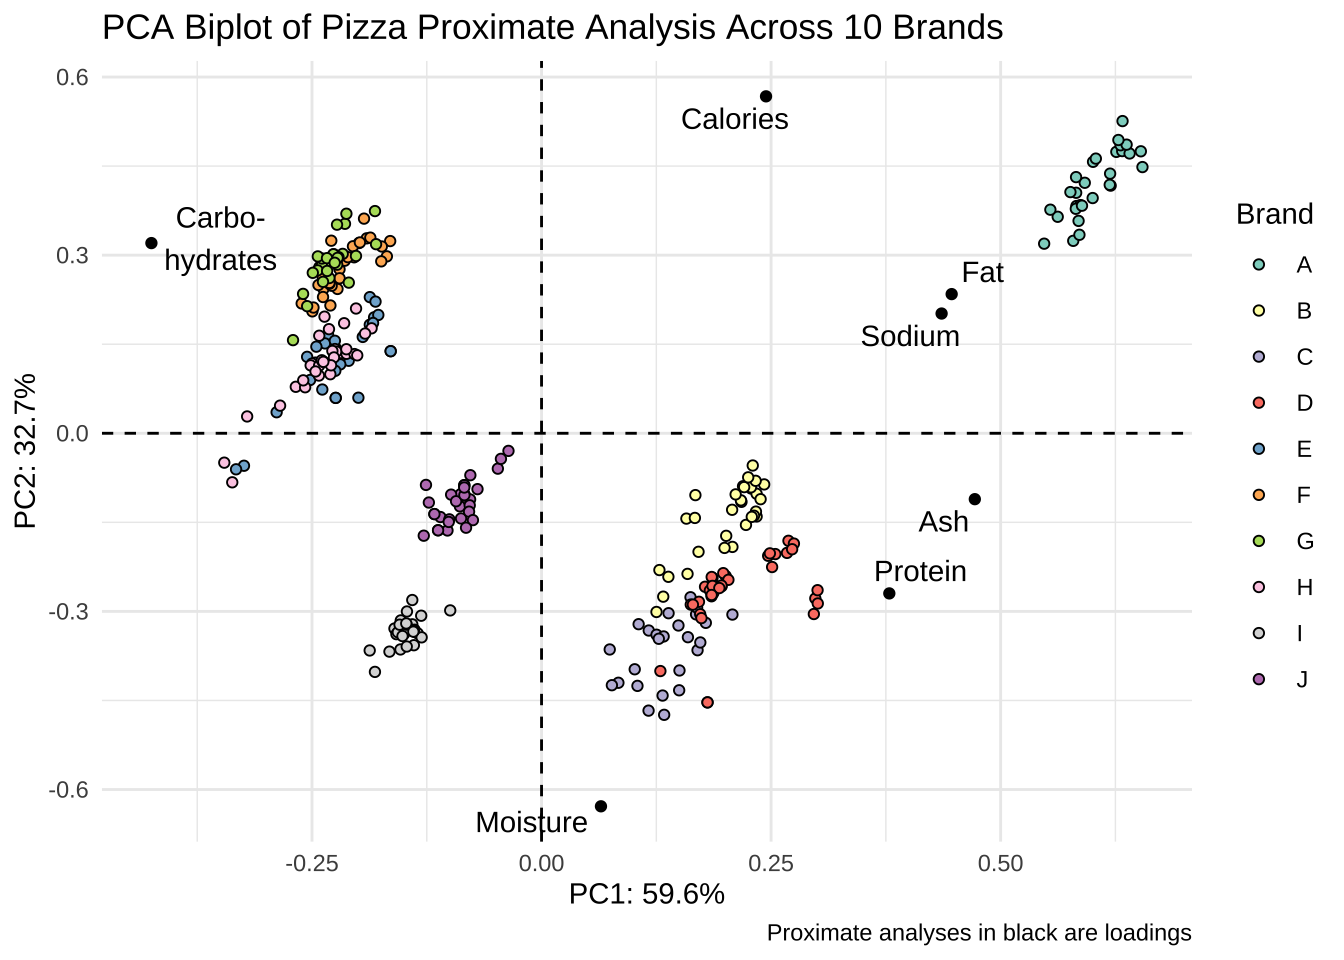 PCA Biplot of Pizza Proximate Analysis Across 10 Brands
0.6
0.3
0.0
-0.3
-0.6
PC2: 32.7%
Calories
Carbo-
hydrates
Fat
Sodium
Ash
Protein
Moisture
-0.25
0.00
0.25
0.50
PC1: 59.6%
Brand
A
B
C
D
E
F
G
H
I
J
Proximate analyses in black are loadings